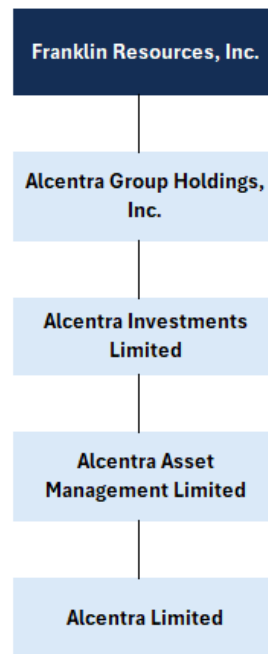 Franklin Resources, Inc.
Alcentra Group Holdings,
Inc.
Alcentra Investments
Limited
Alcentra Asset
Management Limited
Alcentra Limited